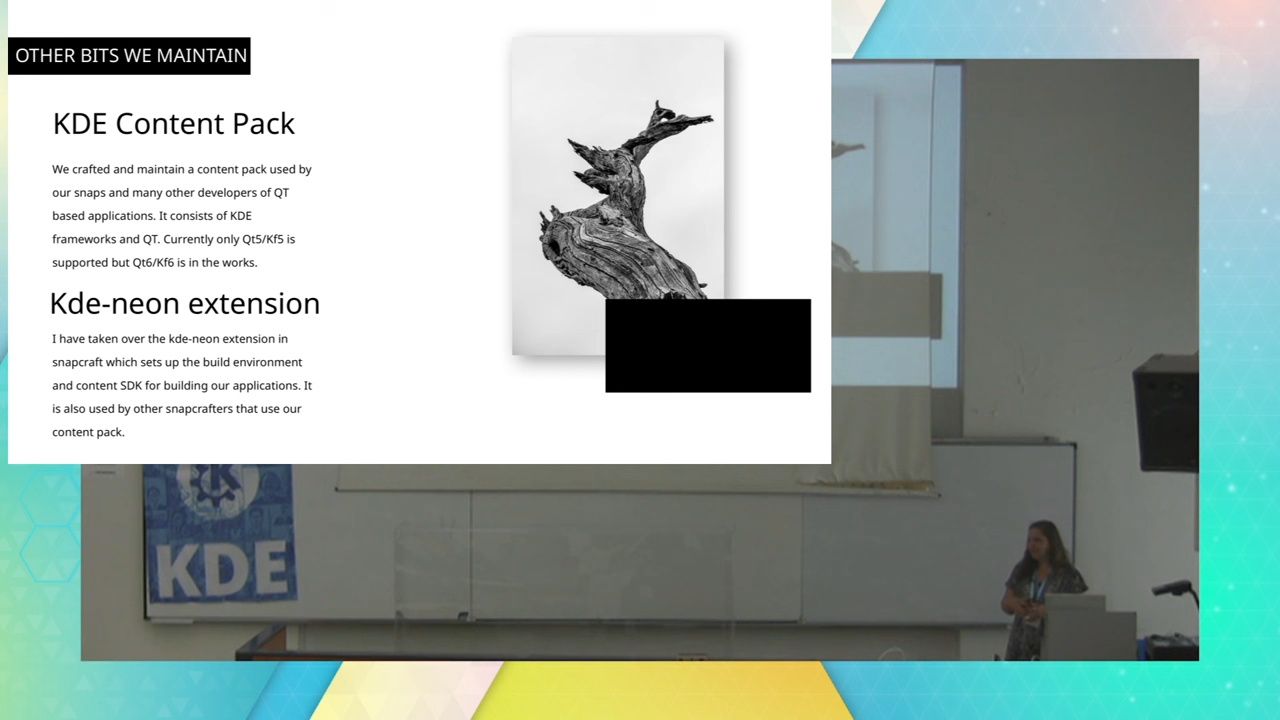 OTHER BITS WE MAINTAIN
KDE Content Pack
We crafted and maintain a content pack used by
our snaps and many other developers of QT
based applications. It consists of KDE
frameworks and QT. Currently only Qt5/Kf5 is
supported but Qt6/Kf6 is in the works.
Kde-neon extension
I have taken over the kde-neon extension in
snapcraft which sets up the build environment
and content SDK for building our applications. It
is also used by other snapcrafters that use our
content pack.
KDE